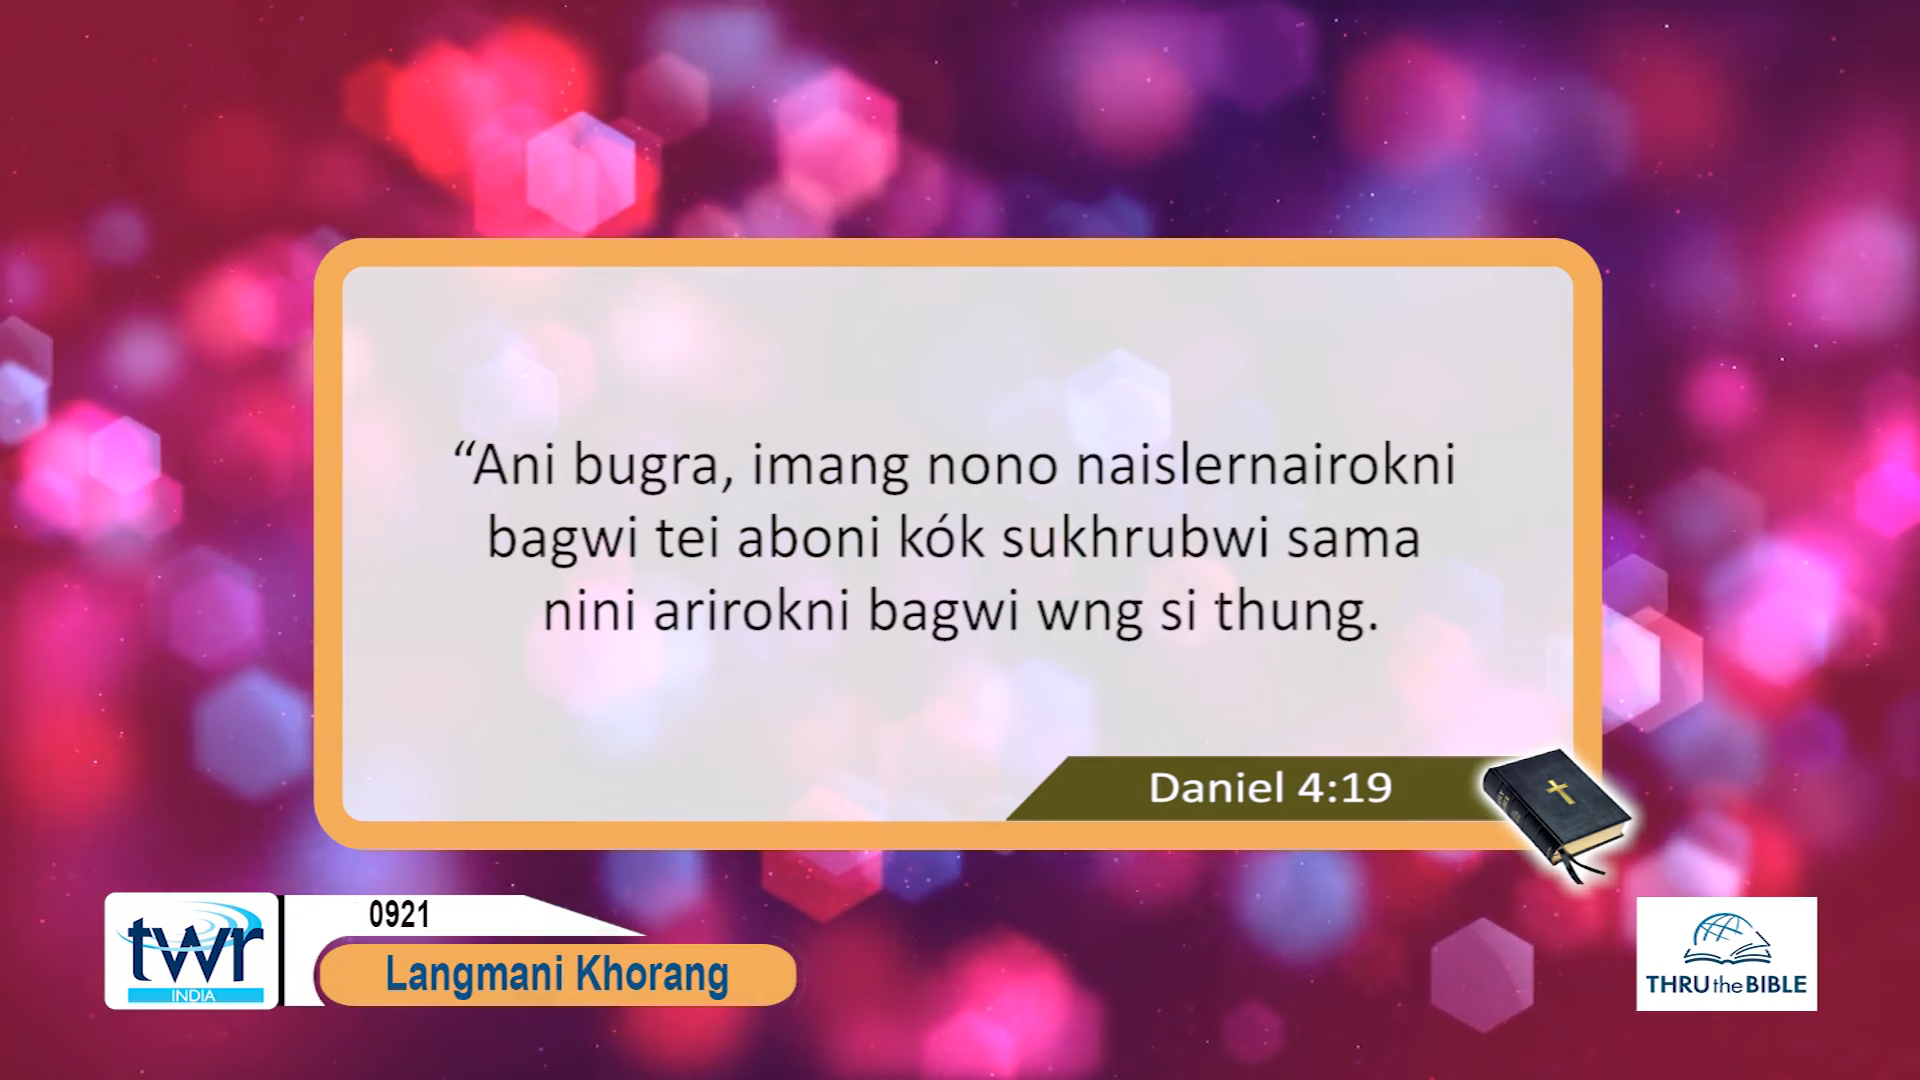 “Ani bugra, imang nono naislernairokni
bagwi tei aboni kók sukhrubwi sama
nini arirokni bagwi wng si thung.
Daniel 4:19
twr
INDIA
0921
Langmani Khorang
THRU the BIBLE